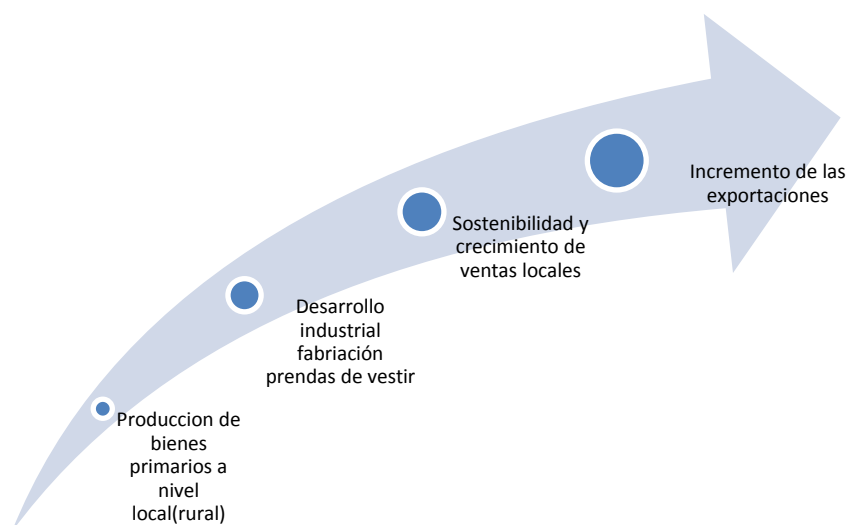 Produccion de
bienes
primarios a
nivel
local(rural)
Desarrollo
industrial
fabriación
prendas de vestir
Sostenibilidad y
crecimiento de
ventas locales
Incremento de las
exportaciones